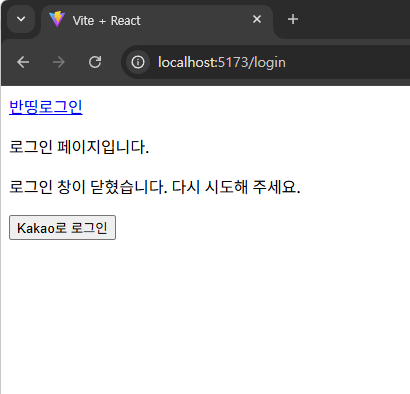 Vite + React
localhost:5173/login
반띵로그인
로그인 페이지입니다.
로그인 창이 닫혔습니다. 다시 시도해 주세요.
Kakao로 로그인